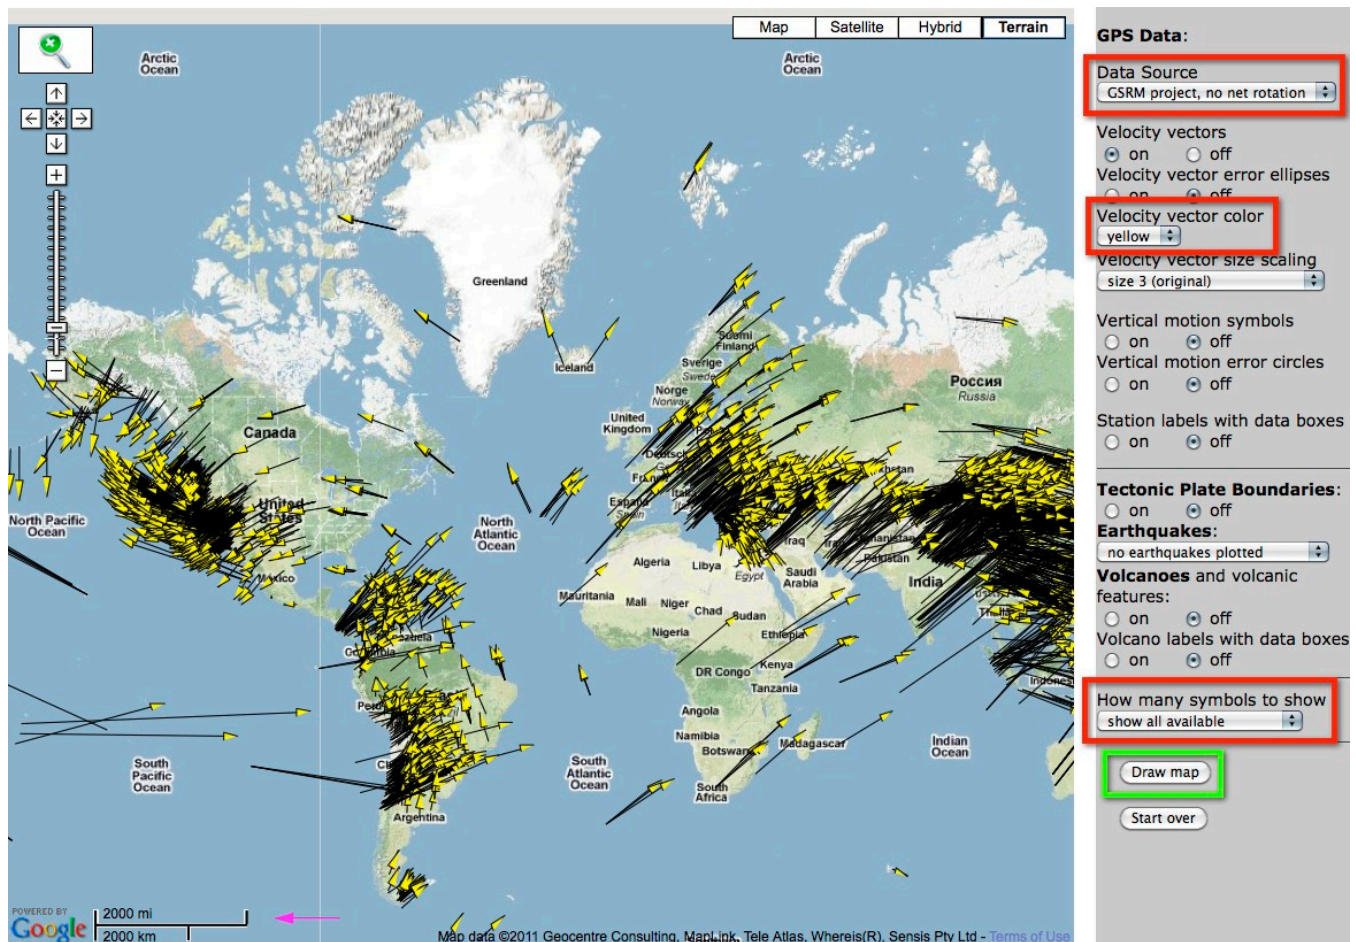 Map
Satellite
Hybrid
Terrain
Arctic
Ocean
Arctic
Ocean
Greenland
Iceland
Suomi
Finland
Sverige
Norge
Norway
United
Kingdom
Россия
Russia
Canada
United
States
North Pacific
Ocean
North
Atlantic
Ocean
México
Algeria
Libya
Egypt
Iraq
Saudi
Arabia
Pakistan
India
Mauritania
Mali
Niger
Chad
Sudan
Nigeria
Ethiopia
DR Congo
Kenya
Tanzania
Angola
Namibia
Botswana
Madagascar
South
Africa
Indian
Ocean
South
Pacific
Ocean
South
Atlantic
Ocean
Argentina
POWERED BY
Google
2000 mi
2000 km
Map data ©2011 Geocentre Consulting, MapLink, Tele Atlas, Whereis(R), Sensis Pty Ltd - Terms of Use
GPS Data:
Data Source
GSRM project, no net rotation
Velocity vectors
on off
Velocity vector error ellipses
on off
Velocity vector color
yellow
Velocity vector size scaling
size 3 (original)
Vertical motion symbols
on off
Vertical motion error circles
on off
Station labels with data boxes
on off
Tectonic Plate Boundaries:
on off
Earthquakes:
no earthquakes plotted
Volcanoes and volcanic
features:
on off
Volcano labels with data boxes
on off
How many symbols to show
show all available
Draw map
Start over